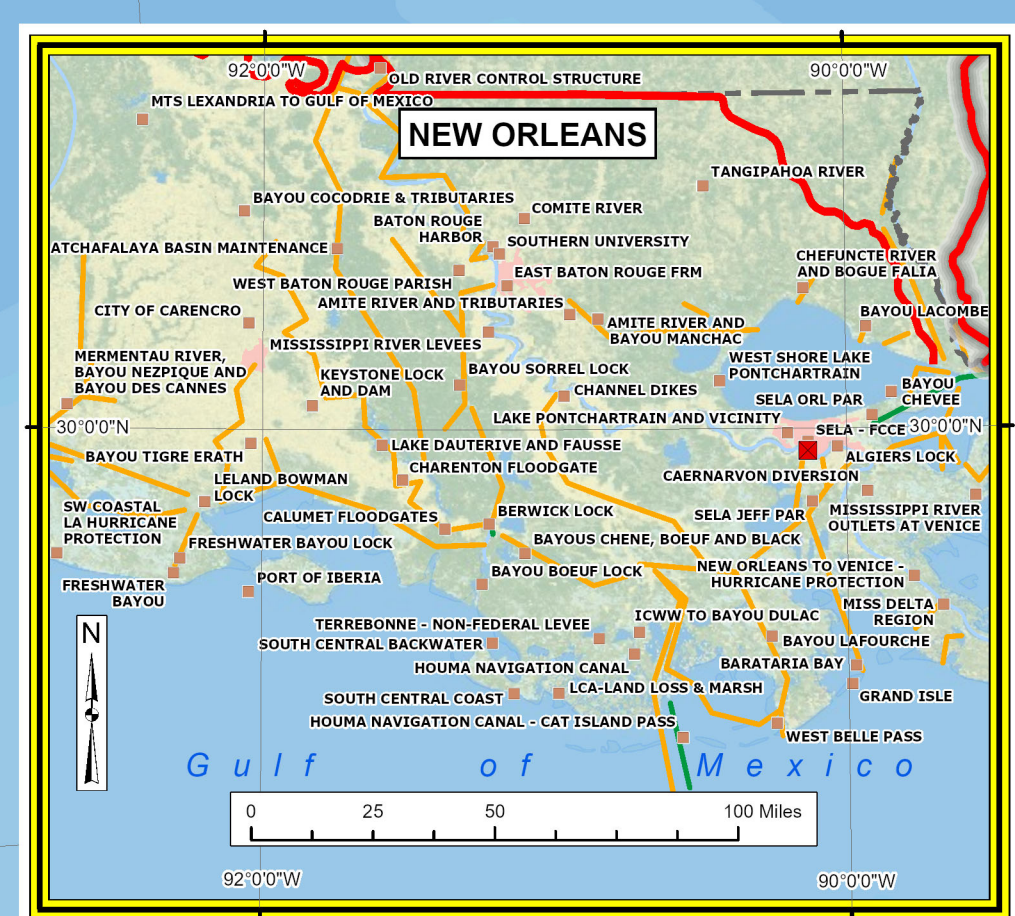 92°0'0"W
90°0'0"W
OLD RIVER CONTROL STRUCTURE
MTS LEXANDRIA TO GULF OF MEXICO
NEW ORLEANS
TANGIPAHOA RIVER
BAYOU COCODRIE & TRIBUTARIES
COMITE RIVER
BATON ROUGE
HARBOR
SOUTHERN UNIVERSITY
ATCHAFALAYA BASIN MAINTENANCE
CHEFUNCTE RIVER
AND BOGUE FALIA
EAST BATON ROUGE FRM
WEST BATON ROUGE PARISH
AMITE RIVER AND TRIBUTARIES
CITY OF CARENCRO
BAYOU LACOMBE
AMITE RIVER AND
BAYOU MANCHAC
MISSISSIPPI RIVER LEVEES
MERMENTAU RIVER,
BAYOU NEZPIQUE AND
BAYOU DES CANNES
WEST SHORE LAKE
PONTCHARTRAIN
KEYSTONE LOCK
AND DAM
BAYOU SORREL LOCK
CHANNEL DIKES
BAYOU
CHEVEE
SELA ORL PAR
LAKE PONTCHARTRAIN AND VICINITY
30°0'0"N
SELA - FCCE
30°0'0"N
LAKE DAUTERIVE AND FAUSSE
BAYOU TIGRE ERATH
ALGIERS LOCK
CHARENTON FLOODGATE
LELAND BOWMAN
LOCK
CAERNARVON DIVERSION
SW COASTAL
LA HURRICANE
PROTECTION
CALUMET FLOODGATES
BERWICK LOCK
SELA JEFF PAR
MISSISSIPPI RIVER
OUTLETS AT VENICE
FRESHWATER BAYOU LOCK
BAYOUS CHENE, BOEUF AND BLACK
FRESHWATER
BAYOU
PORT OF IBERIA
BAYOU BOEUF LOCK
NEW ORLEANS TO VENICE -
HURRICANE PROTECTION
MISS DELTA
REGION
ICWW TO BAYOU DULAC
TERREBONNE - NON-FEDERAL LEVEE
N
SOUTH CENTRAL BACKWATER
BAYOU LAFOURCHE
HOUMA NAVIGATION CANAL
BARATARIA BAY
LCA-LAND LOSS & MARSH
SOUTH CENTRAL COAST
GRAND ISLE
HOUMA NAVIGATION CANAL - CAT ISLAND PASS
WEST BELLE PASS
Gulf of Mexico
0 25 50 100 Miles
92°0'0"W
90°0'0"W